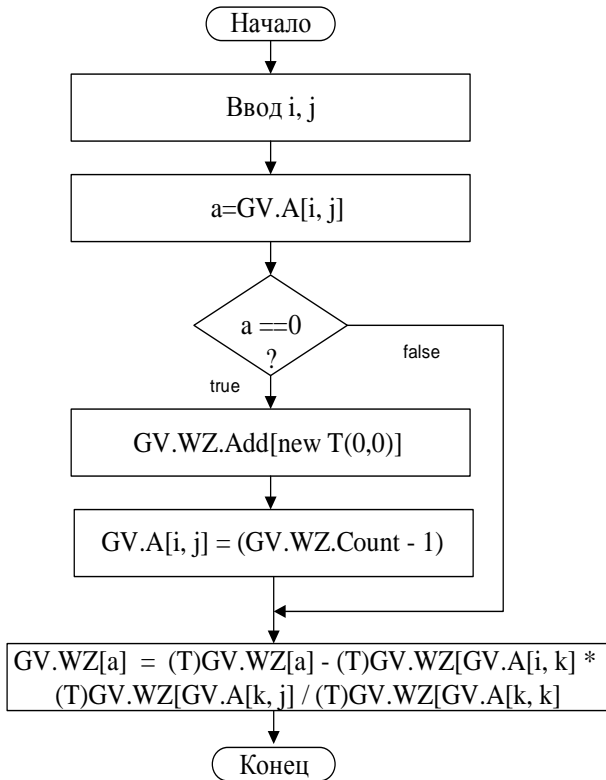 Начало
Ввод i, j
a=GV.A[i, j]
a ==0
?
false
true
GV.WZ.Add[new T(0,0)]
GV.A[i, j] = (GV.WZ.Count - 1)
GV.WZ[a] = (T)GV.WZ[a] - (T)GV.WZ[GV.A[i, k] *
(T)GV.WZ[GV.A[k, j] / (T)GV.WZ[GV.A[k, k]
Конец